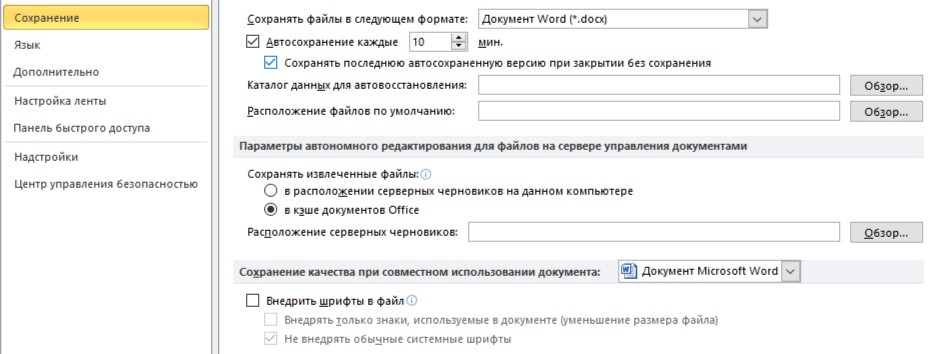 Сохранение
Язык
Дополнительно
Настройка ленты
Панель быстрого доступа
Надстройки
Центр управления безопасностью
Сохранять файлы в следующем формате: Документ Word (*.docx)
Автосохранение каждые 10 мин.
Сохранять последнюю автосохраненную версию при закрытии без сохранения
Каталог данных для автовосстановления: Обзор...
Расположение файлов по умолчанию: Обзор...
Параметры автономного редактирования для файлов на сервере управления документами
Сохранять извлеченные файлы:
в расположении серверных черновиков на данном компьютере
в кэше документов Office
Расположение серверных черновиков: Обзор...
Сохранение качества при совместном использовании документа: Документ Microsoft Word
Внедрить шрифты в файл
Внедрять только знаки, используемые в документе (уменьшение размера файла)
Не внедрять обычные системные шрифты